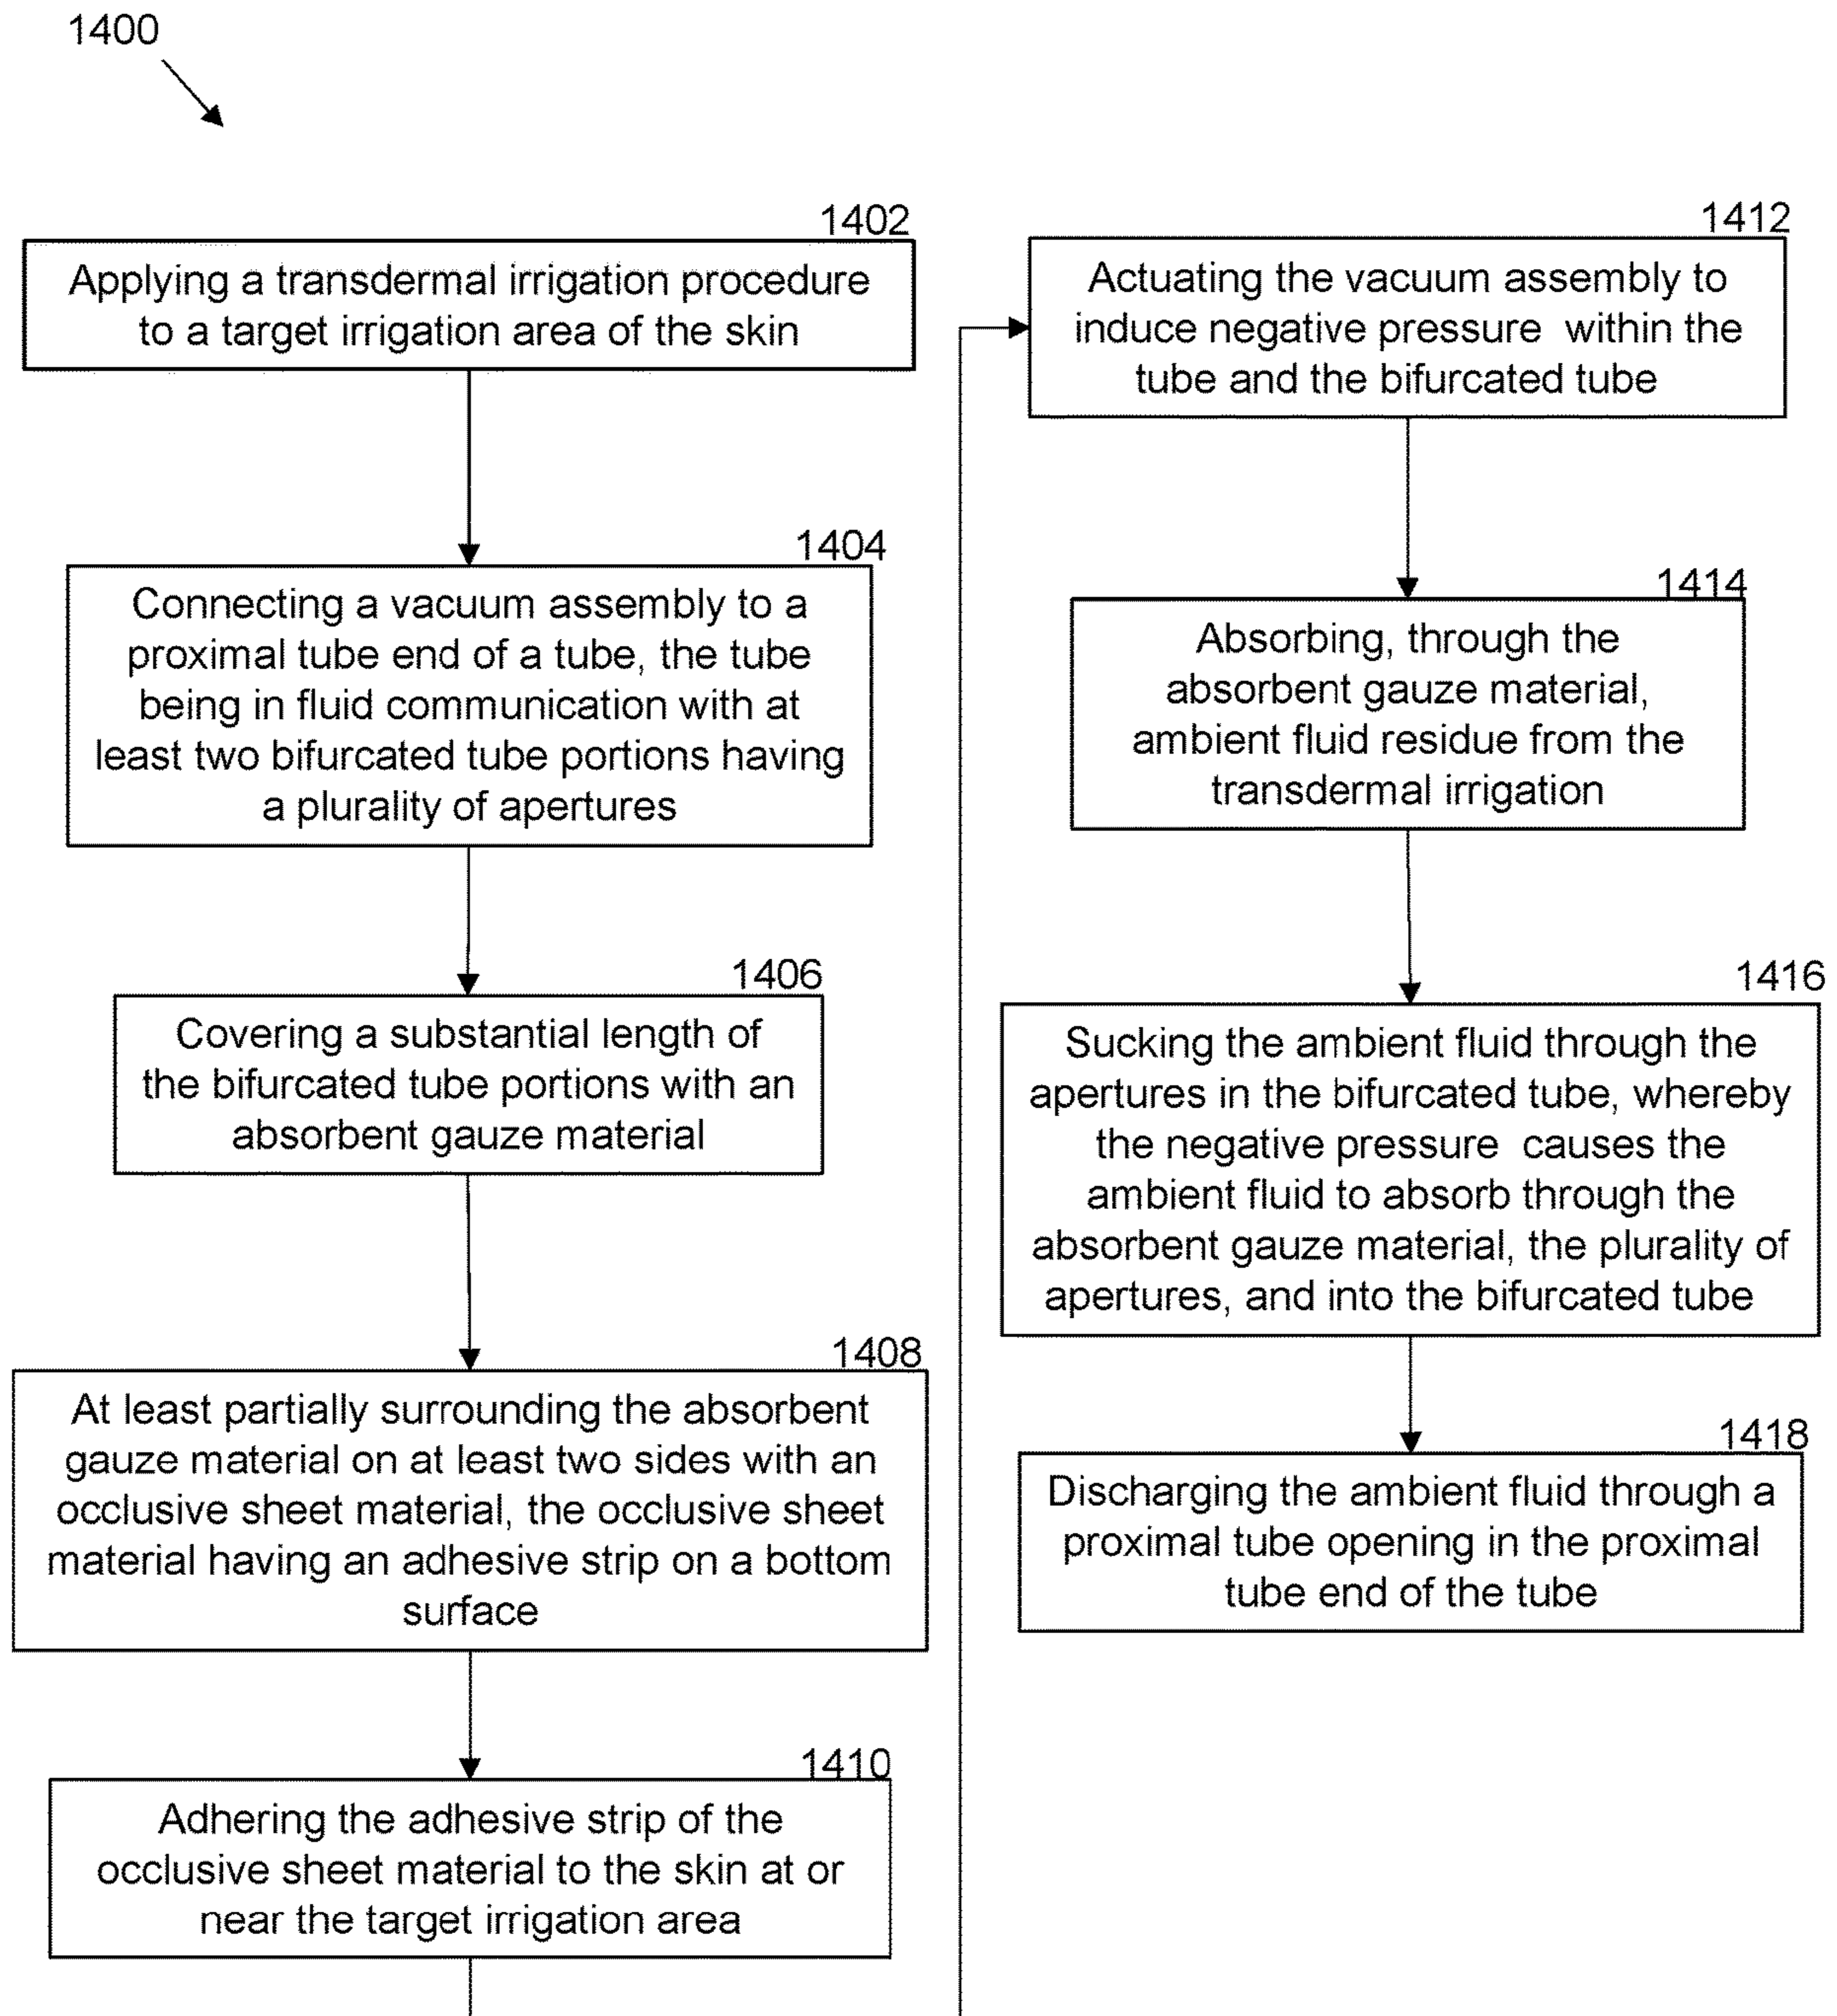 1400
1402
Applying a transdermal irrigation procedure
to a target irrigation area of the skin
1404
Connecting a vacuum assembly to a
proximal tube end of a tube, the tube
being in fluid communication with at
least two bifurcated tube portions having
a plurality of apertures
1406
Covering a substantial length of
the bifurcated tube portions with an
absorbent gauze material
1408
At least partially surrounding the absorbent
gauze material on at least two sides with an
occlusive sheet material, the occlusive sheet
material having an adhesive strip on a bottom
surface
1410
Adhering the adhesive strip of the
occlusive sheet material to the skin at or
near the target irrigation area
1412
Actuating the vacuum assembly to
induce negative pressure within the
tube and the bifurcated tube
1414
Absorbing, through the
absorbent gauze material,
ambient fluid residue from the
transdermal irrigation
1416
Sucking the ambient fluid through the
apertures in the bifurcated tube, whereby
the negative pressure causes the
ambient fluid to absorb through the
absorbent gauze material, the plurality of
apertures, and into the bifurcated tube
1418
Discharging the ambient fluid through a
proximal tube opening in the proximal
tube end of the tube